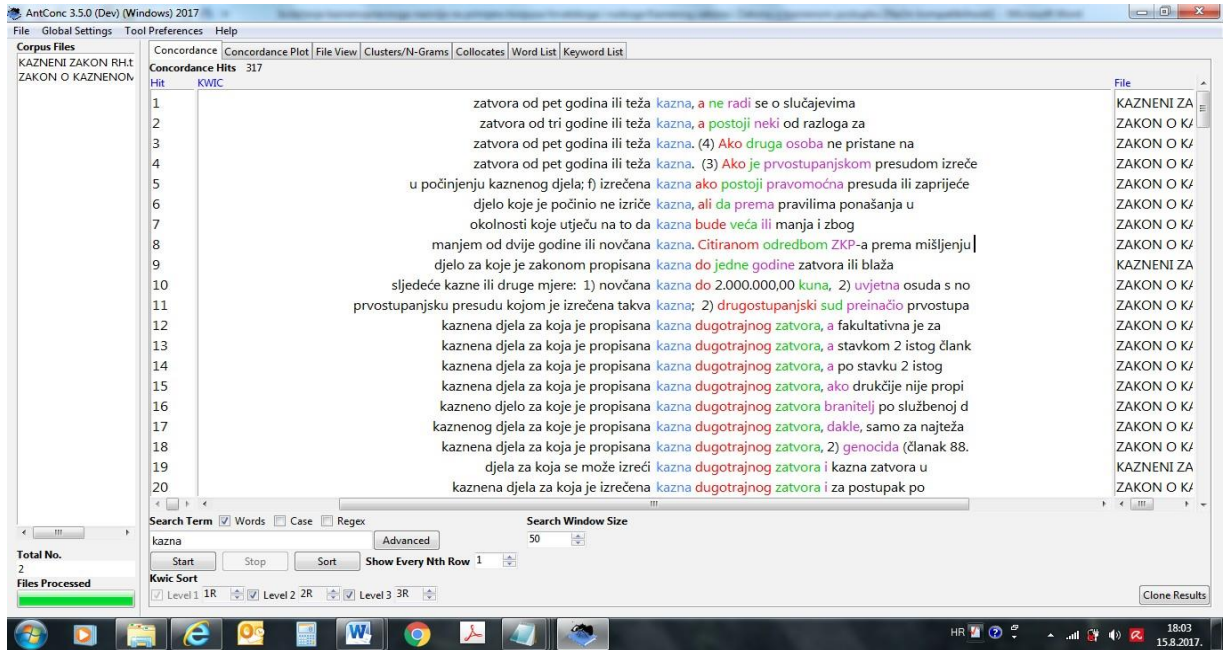 AntConc 3.5.0 (Dev) (Windows) 2017
File Global Settings Tool Preferences Help
Corpus Files
KAZNENI ZAKON RH.t
ZAKON O KAZNENOM
Concordance Concordance Plot File View Clusters/N-Grams Collocates Word List Keyword List
Concordance Hits 317
Hit KWIC File
1 zatvora od pet godina ili teža kazna, a ne radi se o slučajevima KAZNENI ZA
2 zatvora od tri godine ili teža kazna, a postoji neki od razloga za ZAKON O KA
3 zatvora od pet godina ili teža kazna. (4) Ako druga osoba ne pristane na ZAKON O KA
4 zatvora od pet godina ili teža kazna. (3) Ako je prvostupanjskom presudom izreče ZAKON O KA
5 u počinjenju kaznenog djela; f) izrečena kazna ako postoji pravomoćna presuda ili zaprijeće ZAKON O KA
6 djelo koje je počinio ne izriče kazna, ali da prema pravilima ponašanja u ZAKON O KA
7 okolnosti koje utječu na to da kazna bude veća ili manja i zbog ZAKON O KA
8 manjem od dvije godine ili novčana kazna. Citiranom odredbom ZKP-a prema mišljenju ZAKON O KA
9 djelo za koje je zakonom propisana kazna do jedne godine zatvora ili blaža KAZNENI ZA
10 sljedeće kazne ili druge mjere: 1) novčana kazna do 2.000.000,00 kuna, 2) uvjetna osuda s no ZAKON O KA
11 prvostupanjsku presudu kojom je izrečena takva kazna; 2) drugostupanjski sud preinačio prvostupa ZAKON O KA
12 kaznena djela za koja je propisana kazna dugotrajnog zatvora, a fakultativna je za ZAKON O KA
13 kaznena djela za koja je propisana kazna dugotrajnog zatvora, a stavkom 2 istog člank ZAKON O KA
14 kaznena djela za koja je propisana kazna dugotrajnog zatvora, a po stavku 2 istog ZAKON O KA
15 kaznena djela za koja je propisana kazna dugotrajnog zatvora, ako drukčije nije propi ZAKON O KA
16 kazneno djelo za koje je propisana kazna dugotrajnog zatvora branitelj po službenoj d ZAKON O KA
17 kaznenog djela za koja je propisana kazna dugotrajnog zatvora, dakle, samo za najteža ZAKON O KA
18 kaznena djela za koja je propisana kazna dugotrajnog zatvora, 2) genocida (članak 88. ZAKON O KA
19 djela za koja se može izreći kazna dugotrajnog zatvora i kazna zatvora u KAZNENI ZA
20 kaznena djela za koja je izrečena kazna dugotrajnog zatvora i za postupak po ZAKON O KA
Search Term Words Case Regex Search Window Size
kazna Advanced 50
Start Stop Sort Show Every Nth Row 1
Kwic Sort
Level 1 1R Level 2 2R Level 3 3R Clone Results
Total No.
2
Files Processed
HR 18:03
15.8.2017.